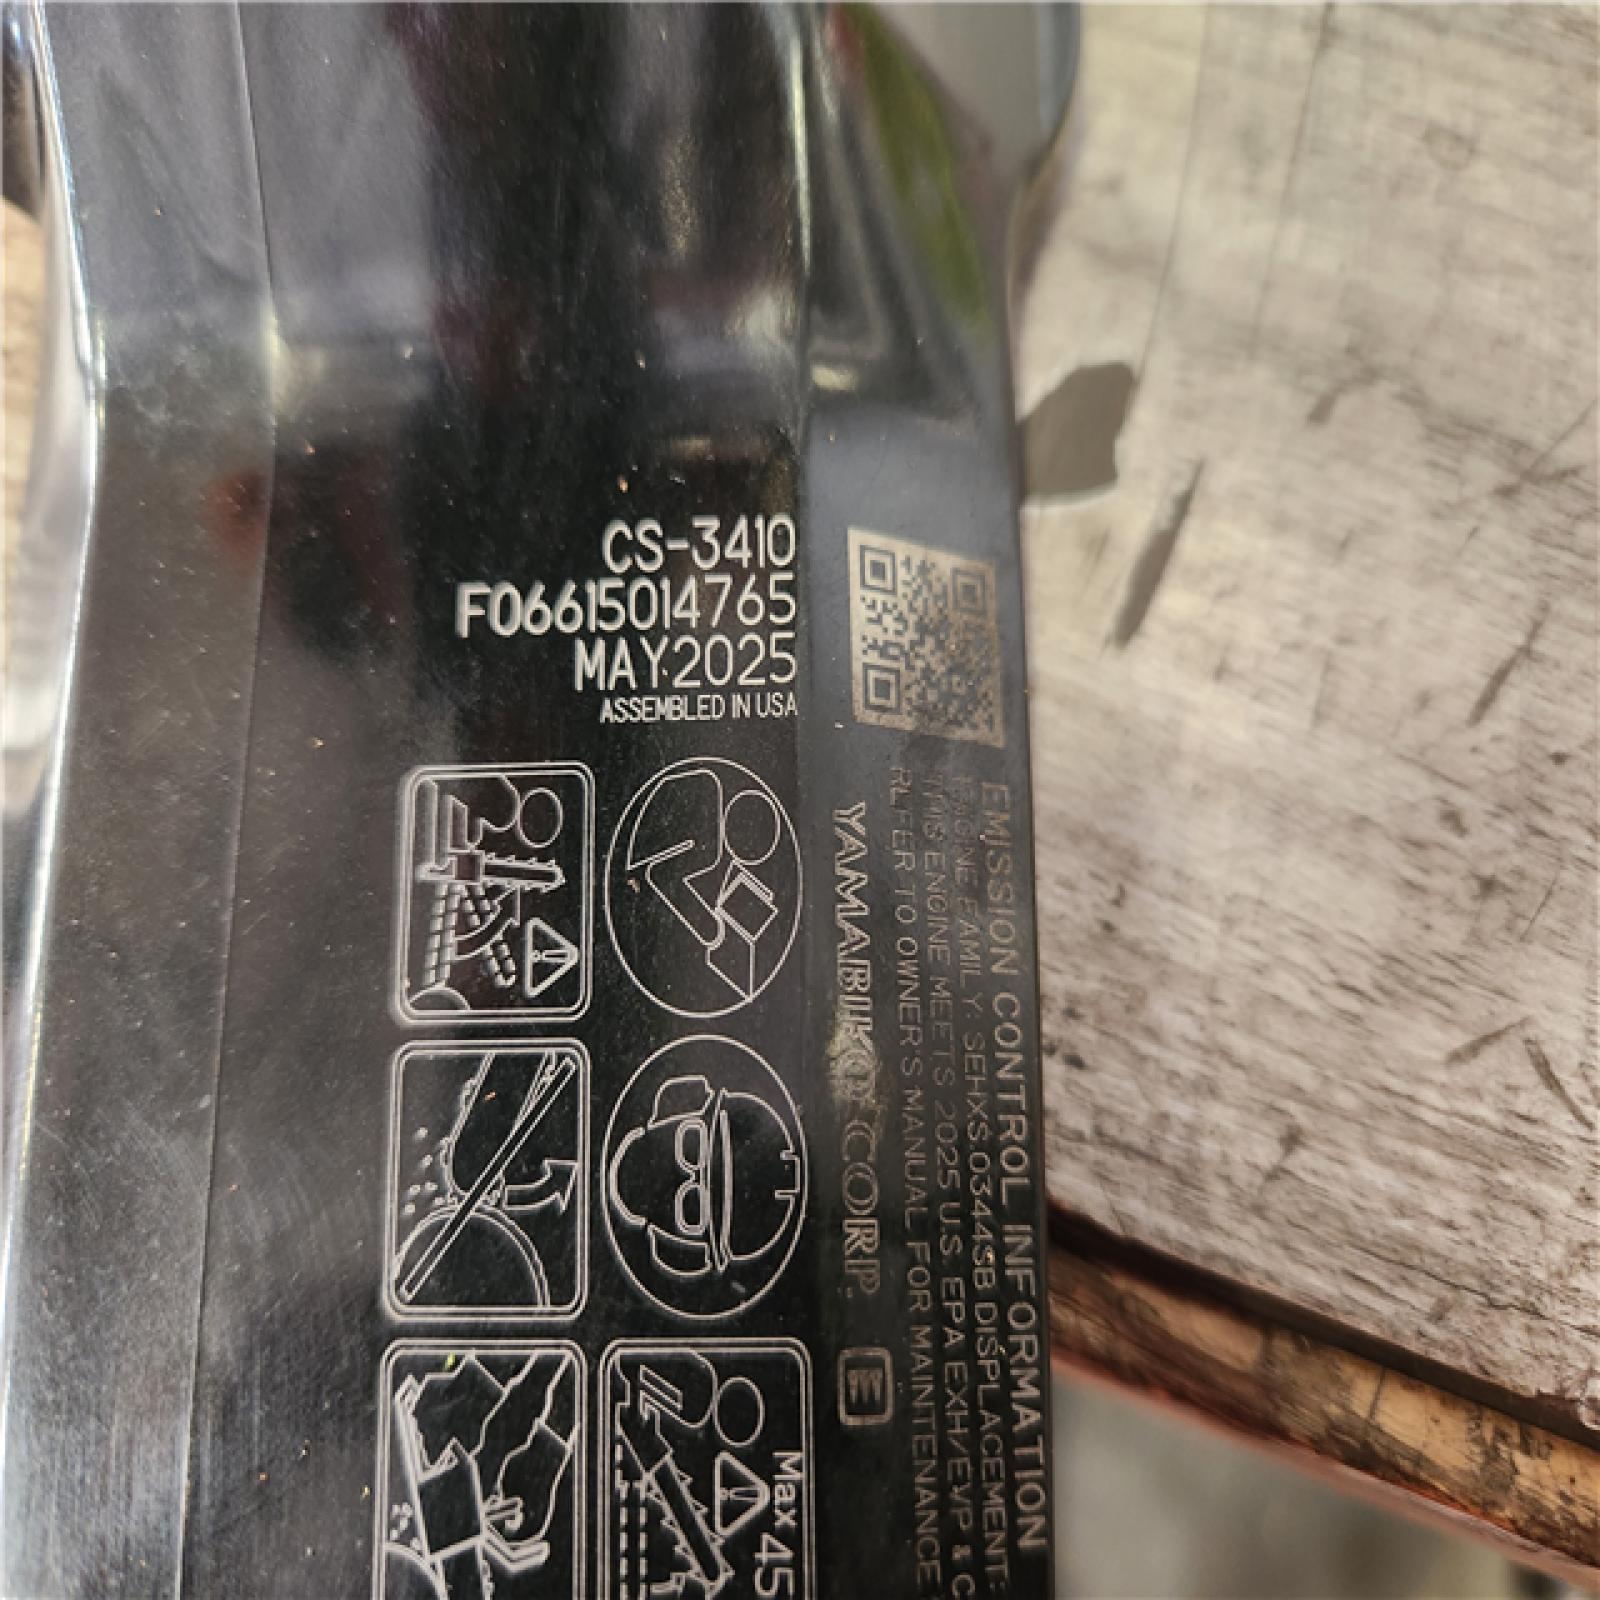 CS-3410
F06615014765
MAY.2025
ASSEMBLED IN USA
EMISSION CONTROL INFORMATION
ENGINE FAMILY: SEHXS.0344SB DISPLACEMENT:
THIS ENGINE MEETS 2025 U.S. EPA EXH/EVP & C
REFER TO OWNER'S MANUAL FOR MAINTENANCE
YAMABIKO CORP. E
Max 45